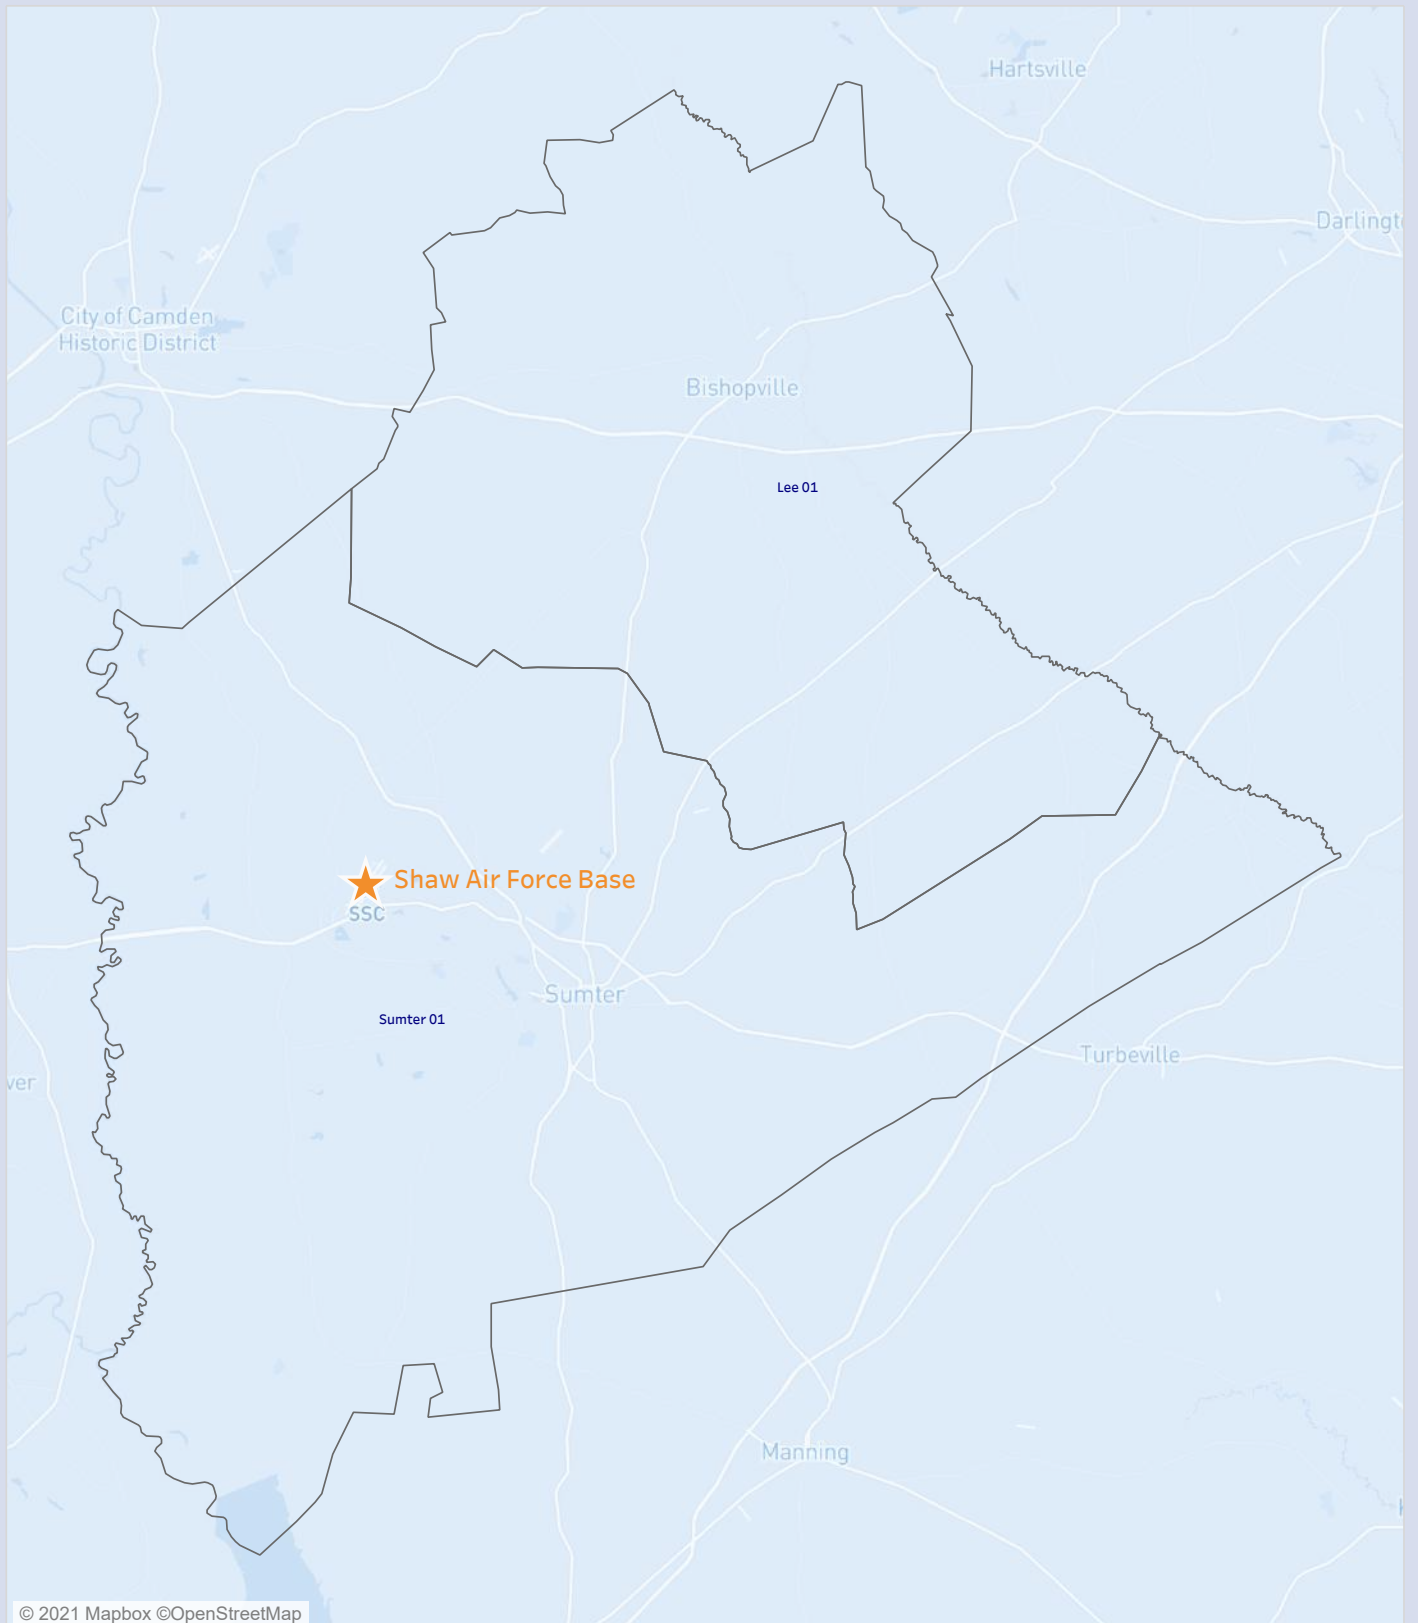 Hartsville
Darlingt
City of Camden
Historic District
Bishopville
Lee 01
Shaw Air Force Base
SSC
Sumter
Sumter 01
Turbeville
ver
Manning
© 2021 Mapbox ©OpenStreetMap